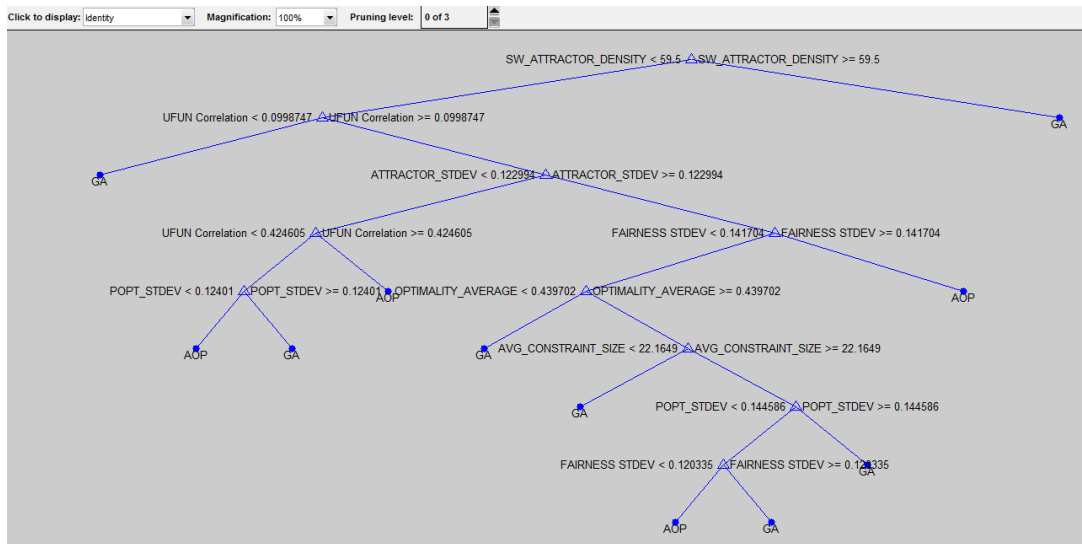 Click to display: Identity Magnification: 100% Pruning level: 0 of 3
SW_ATTRACTOR_DENSITY < 59.5 SW_ATTRACTOR_DENSITY >= 59.5
UFUN Correlation < 0.0998747 UFUN Correlation >= 0.0998747
GA
GA
ATTRACTOR_STDEV < 0.122994 ATTRACTOR_STDEV >= 0.122994
UFUN Correlation < 0.424605 UFUN Correlation >= 0.424605
FAIRNESS STDEV < 0.141704 FAIRNESS STDEV >= 0.141704
POPT_STDEV < 0.12401 POPT_STDEV >= 0.12401
AOP
OPTIMALITY_AVERAGE < 0.439702 OPTIMALITY_AVERAGE >= 0.439702
AOP
AOP
GA
GA
AVG_CONSTRAINT_SIZE < 22.1649 AVG_CONSTRAINT_SIZE >= 22.1649
GA
POPT_STDEV < 0.144586 POPT_STDEV >= 0.144586
FAIRNESS STDEV < 0.120335 FAIRNESS STDEV >= 0.120335
GA
AOP
GA